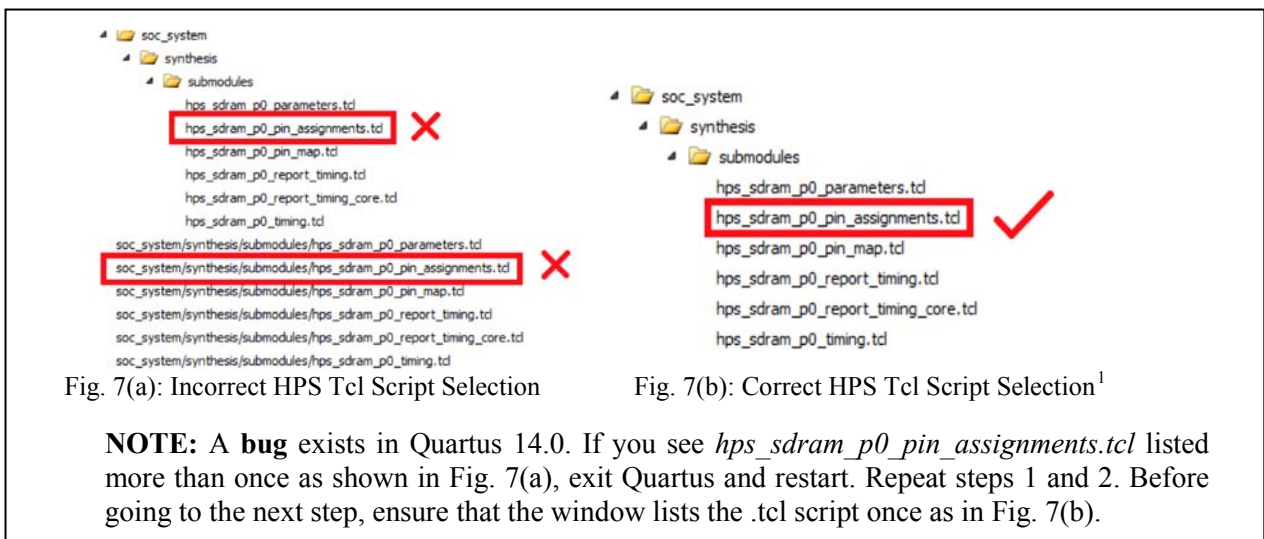 soc_system
synthesis
submodules
hps_sdram_p0_parameters.tcl
hps_sdram_p0_pin_assignments.tcl
hps_sdram_p0_pin_map.tcl
hps_sdram_p0_report_timing.tcl
hps_sdram_p0_report_timing_core.tcl
hps_sdram_p0_timing.tcl
soc_system/synthesis/submodules/hps_sdram_p0_parameters.tcl
soc_system/synthesis/submodules/hps_sdram_p0_pin_assignments.tcl
soc_system/synthesis/submodules/hps_sdram_p0_pin_map.tcl
soc_system/synthesis/submodules/hps_sdram_p0_report_timing.tcl
soc_system/synthesis/submodules/hps_sdram_p0_report_timing_core.tcl
soc_system/synthesis/submodules/hps_sdram_p0_timing.tcl
Fig. 7(a): Incorrect HPS Tcl Script Selection
soc_system
synthesis
submodules
hps_sdram_p0_parameters.tcl
hps_sdram_p0_pin_assignments.tcl
hps_sdram_p0_pin_map.tcl
hps_sdram_p0_report_timing.tcl
hps_sdram_p0_report_timing_core.tcl
hps_sdram_p0_timing.tcl
Fig. 7(b): Correct HPS Tcl Script Selection¹
NOTE: A bug exists in Quartus 14.0. If you see hps_sdram_p0_pin_assignments.tcl listed
more than once as shown in Fig. 7(a), exit Quartus and restart. Repeat steps 1 and 2. Before
going to the next step, ensure that the window lists the .tcl script once as in Fig. 7(b).